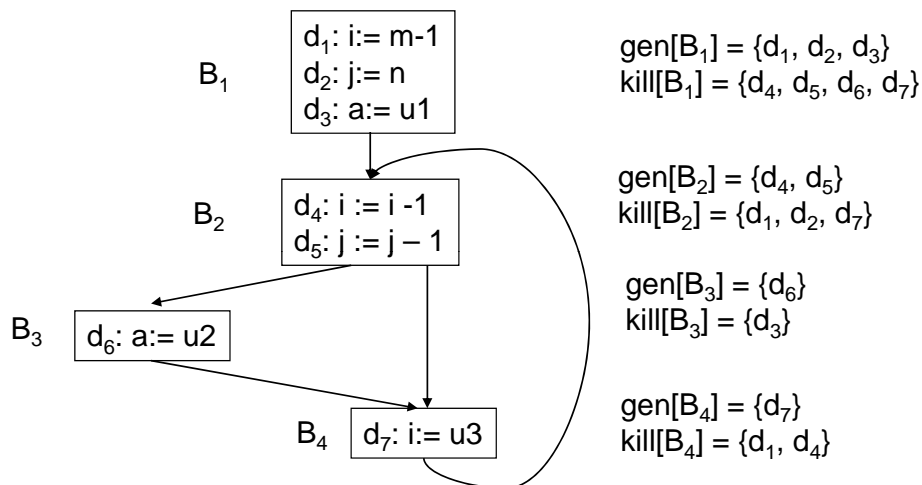 B₁
d₁: i:= m-1
d₂: j:= n
d₃: a:= u1
gen[B₁] = {d₁, d₂, d₃}
kill[B₁] = {d₄, d₅, d₆, d₇}
B₂
d₄: i := i -1
d₅: j := j – 1
gen[B₂] = {d₄, d₅}
kill[B₂] = {d₁, d₂, d₇}
B₃
d₆: a:= u2
gen[B₃] = {d₆}
kill[B₃] = {d₃}
B₄
d₇: i:= u3
gen[B₄] = {d₇}
kill[B₄] = {d₁, d₄}